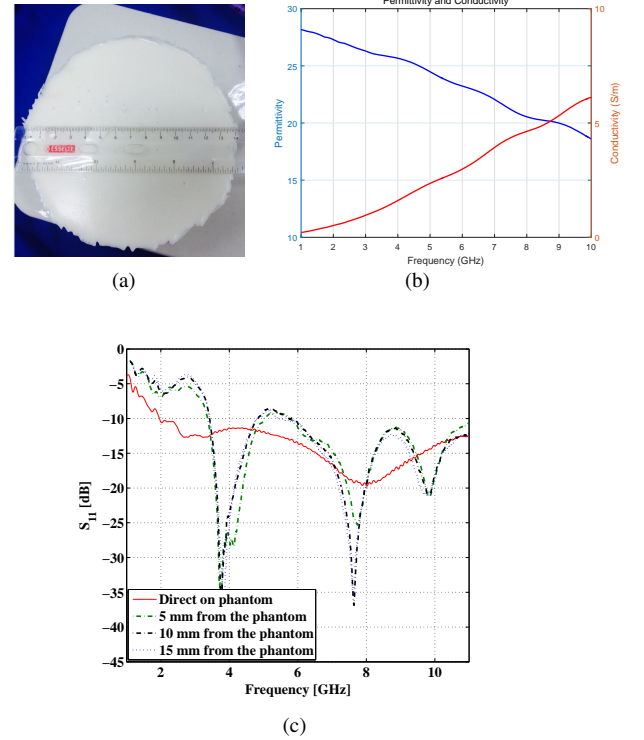 ESSELTE
(a)
Permittivity and Conductivity
30
25
20
15
10
Permittivity
10
5
0
Conductivity (S/m)
1 2 3 4 5 6 7 8 9 10
Frequency (GHz)
(b)
0
−5
−10
−15
−20
−25
−30
−35
−40
−45
S11 [dB]
Direct on phantom
5 mm from the phantom
10 mm from the phantom
15 mm from the phantom
2 4 6 8 10
Frequency [GHz]
(c)